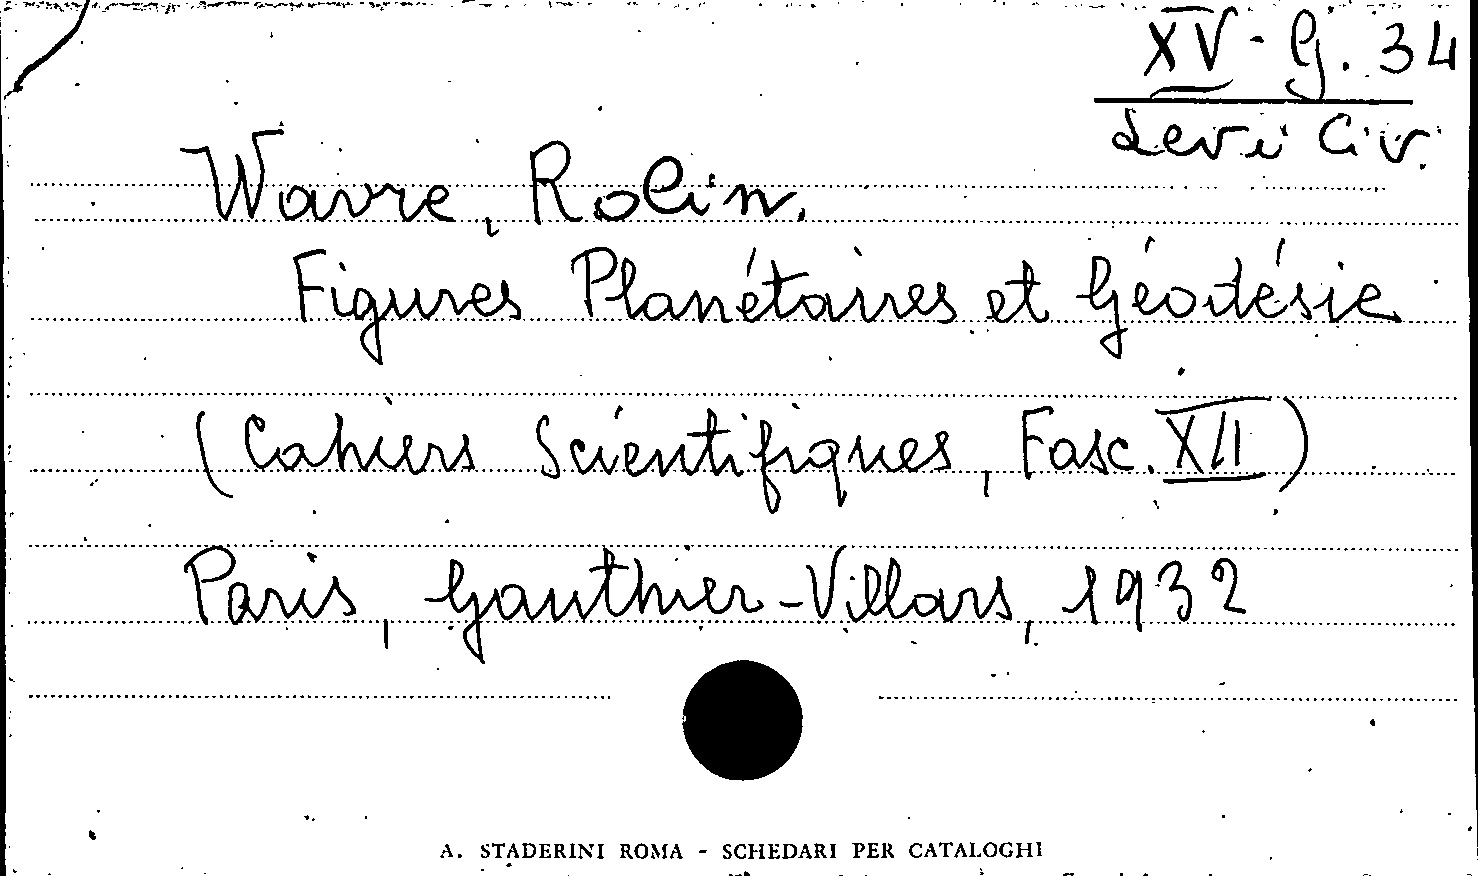 XV - G. 34
Levi Civ.
Wavre, Rolin.
Figures Planétaires et Géodésie
(Cahiers Scientifiques, Fasc. XII)
Paris, Gauthier-Villars, 1932
A. STADERINI ROMA - SCHEDARI PER CATALOGHI